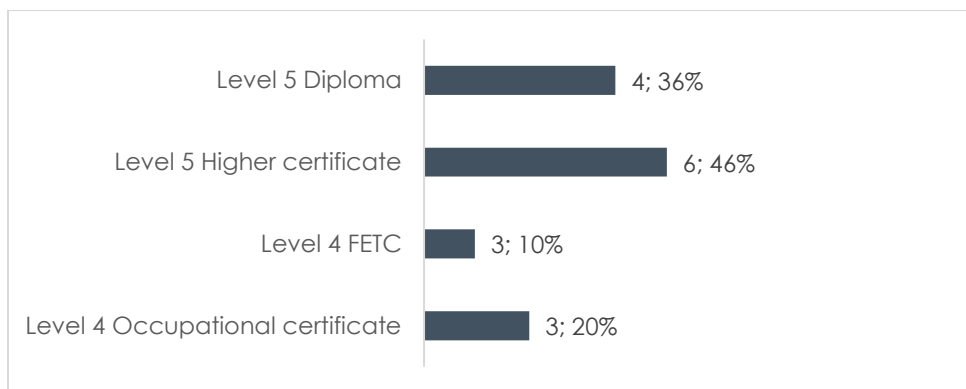 Level 5 Diploma 4; 36%
Level 5 Higher certificate 6; 46%
Level 4 FETC 3; 10%
Level 4 Occupational certificate 3; 20%